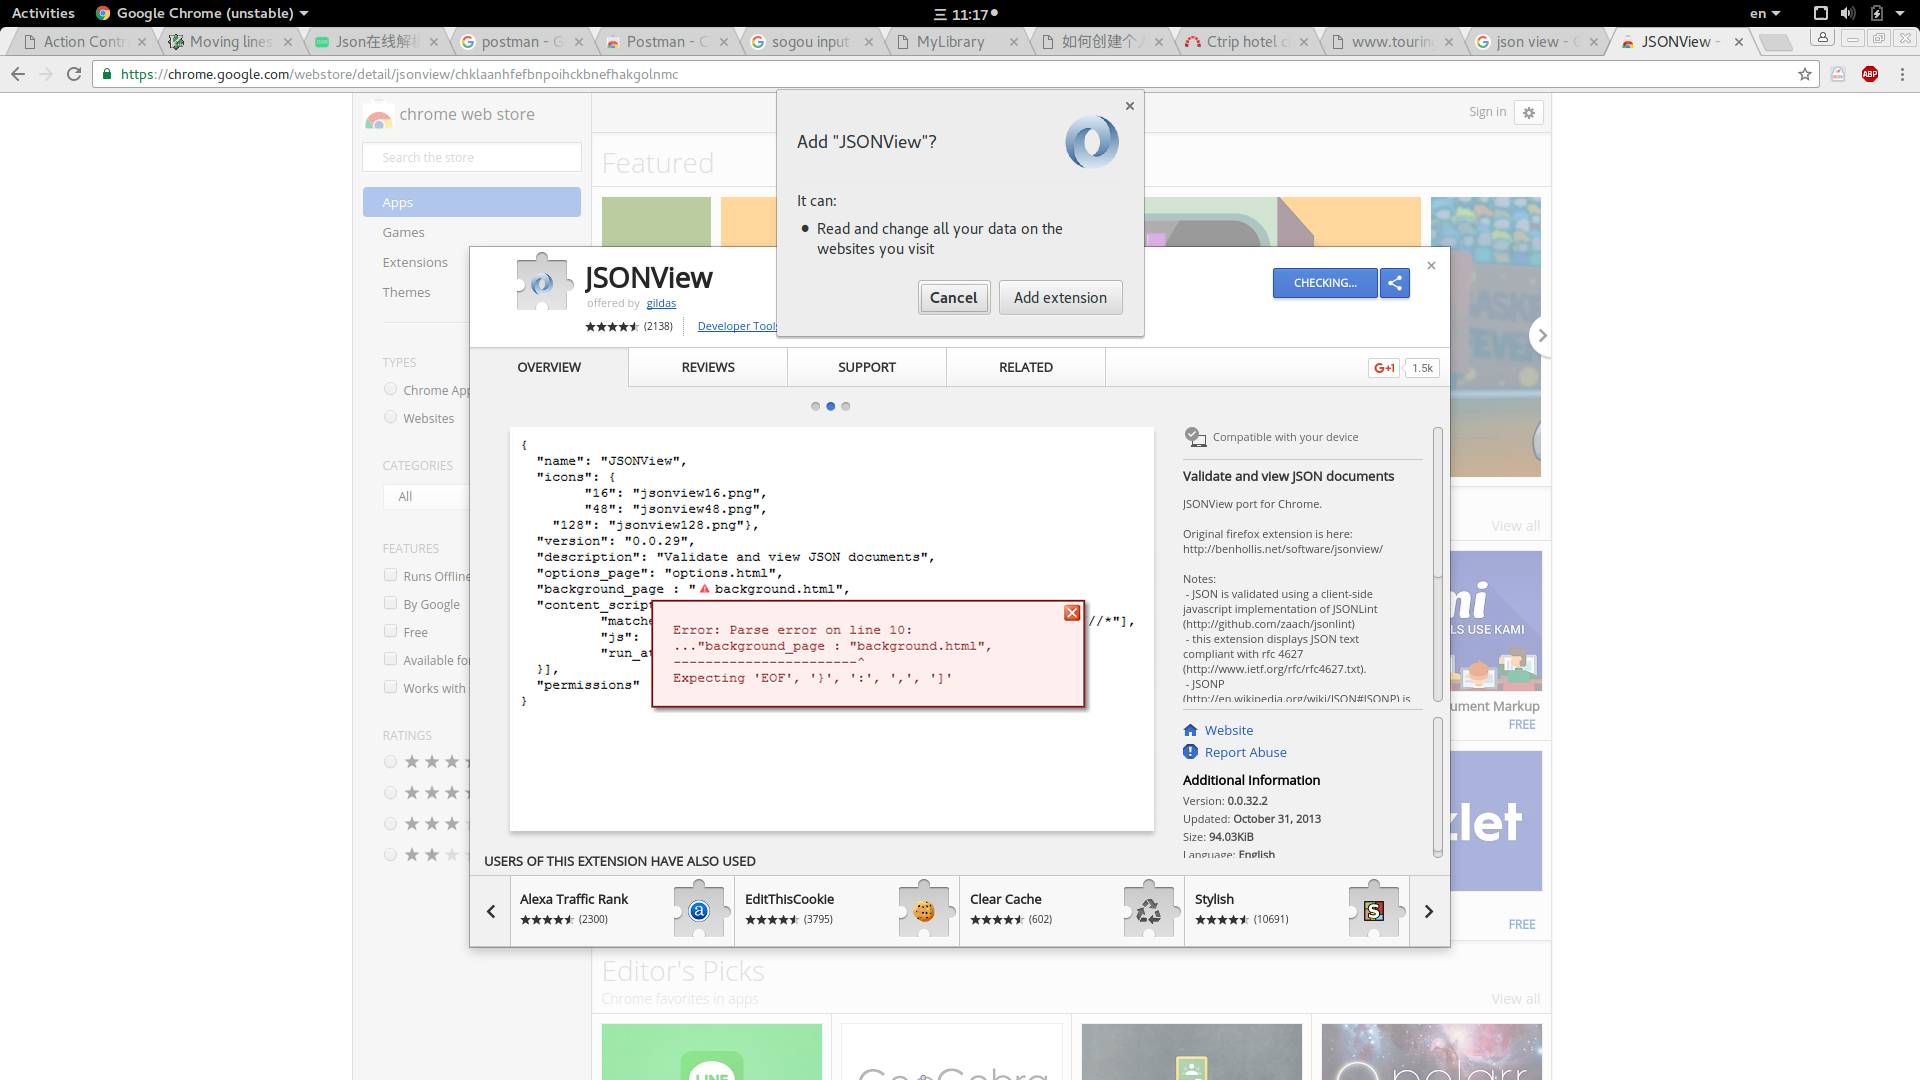 Activities Google Chrome (unstable) 三 11:17 en
Action Contr Moving lines Json在线解 postman - G Postman - C sogou input MyLibrary 如何创建个 Ctrip hotel www.touring json view - G JSONView -
https://chrome.google.com/webstore/detail/jsonview/chklaanhfefbnpoihckbnefhakgolnmc
ABP
chrome web store
Sign in
Search the store
Apps
Games
Extensions
Themes
TYPES
Chrome App
Websites
CATEGORIES
All
FEATURES
Runs Offline
By Google
Free
Available fo
Works with
RATINGS
Featured
Add "JSONView"?
It can:
Read and change all your data on the
websites you visit
Cancel Add extension
JSONView
offered by gildas
(2138) Developer Tools
CHECKING...
OVERVIEW REVIEWS SUPPORT RELATED
G+1 1.5k
{
"name": "JSONView",
"icons": {
"16": "jsonview16.png",
"48": "jsonview48.png",
"128": "jsonview128.png"},
"version": "0.0.29",
"description": "Validate and view JSON documents",
"options_page": "options.html",
"background_page : "background.html",
"content_script
"matche //*"],
"js":
"run_at
}],
"permissions"
}
Error: Parse error on line 10:
..."background_page : "background.html",
-----------------------^
Expecting 'EOF', '}', ':', ',', ']'
Compatible with your device
Validate and view JSON documents
JSONView port for Chrome.
Original firefox extension is here:
http://benhollis.net/software/jsonview/
Notes:
- JSON is validated using a client-side
javascript implementation of JSONLint
(http://github.com/zaach/jsonlint)
- this extension displays JSON text
compliant with rfc 4627
(http://www.ietf.org/rfc/rfc4627.txt).
- JSONP
(http://en.wikipedia.org/wiki/JSON#JSONP) is
Website
Report Abuse
Additional Information
Version: 0.0.32.2
Updated: October 31, 2013
Size: 94.03KiB
Language: English
USERS OF THIS EXTENSION HAVE ALSO USED
Alexa Traffic Rank
(2300)
EditThisCookie
(3795)
Clear Cache
(602)
Stylish
(10691)
View all
mi
LS USE KAMI
ument Markup
FREE
zlet
FREE
Editor's Picks
Chrome favorites in apps
View all
LINE
GeoGebra
polarr